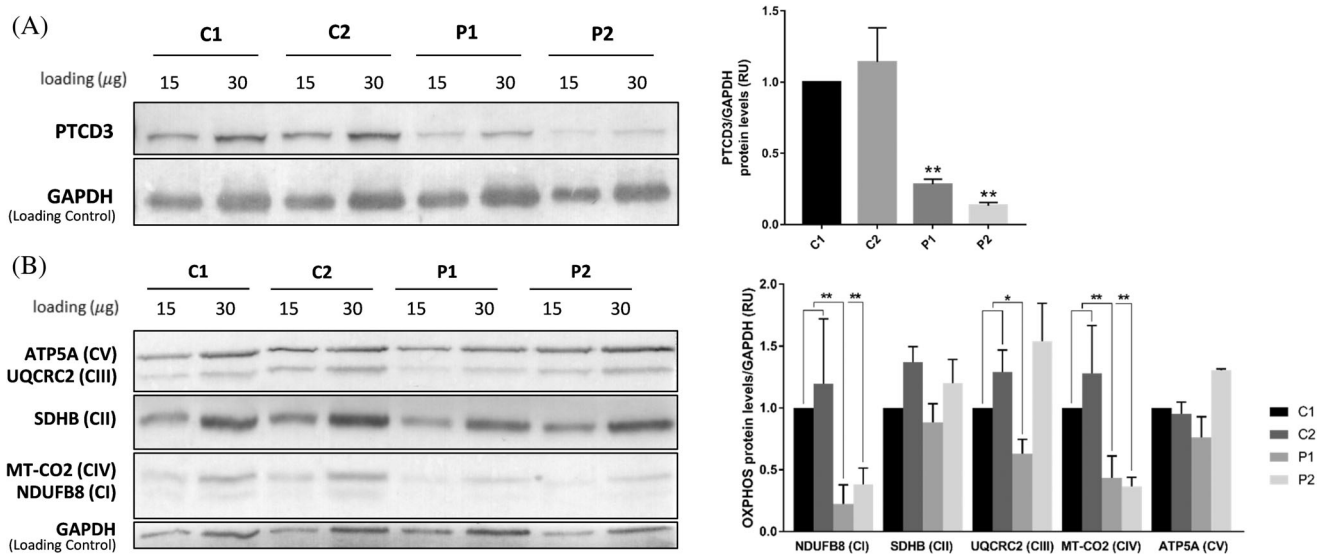 (A)
C1 C2 P1 P2
loading (µg) 15 30 15 30 15 30 15 30
PTCD3
GAPDH
(Loading Control)
PTCD3/GAPDH
protein levels (RU)
1.5
1.0
0.5
0.0
** **
C1 C2 P1 P2
(B)
C1 C2 P1 P2
loading (µg) 15 30 15 30 15 30 15 30
ATP5A (CV)
UQCRC2 (CIII)
SDHB (CII)
MT-CO2 (CIV)
NDUFB8 (CI)
GAPDH
(Loading Control)
OXPHOS protein levels/GAPDH (RU)
2.0
1.5
1.0
0.5
0.0
** ** * ** **
NDUFB8 (CI) SDHB (CII) UQCRC2 (CIII) MT-CO2 (CIV) ATP5A (CV)
C1
C2
P1
P2